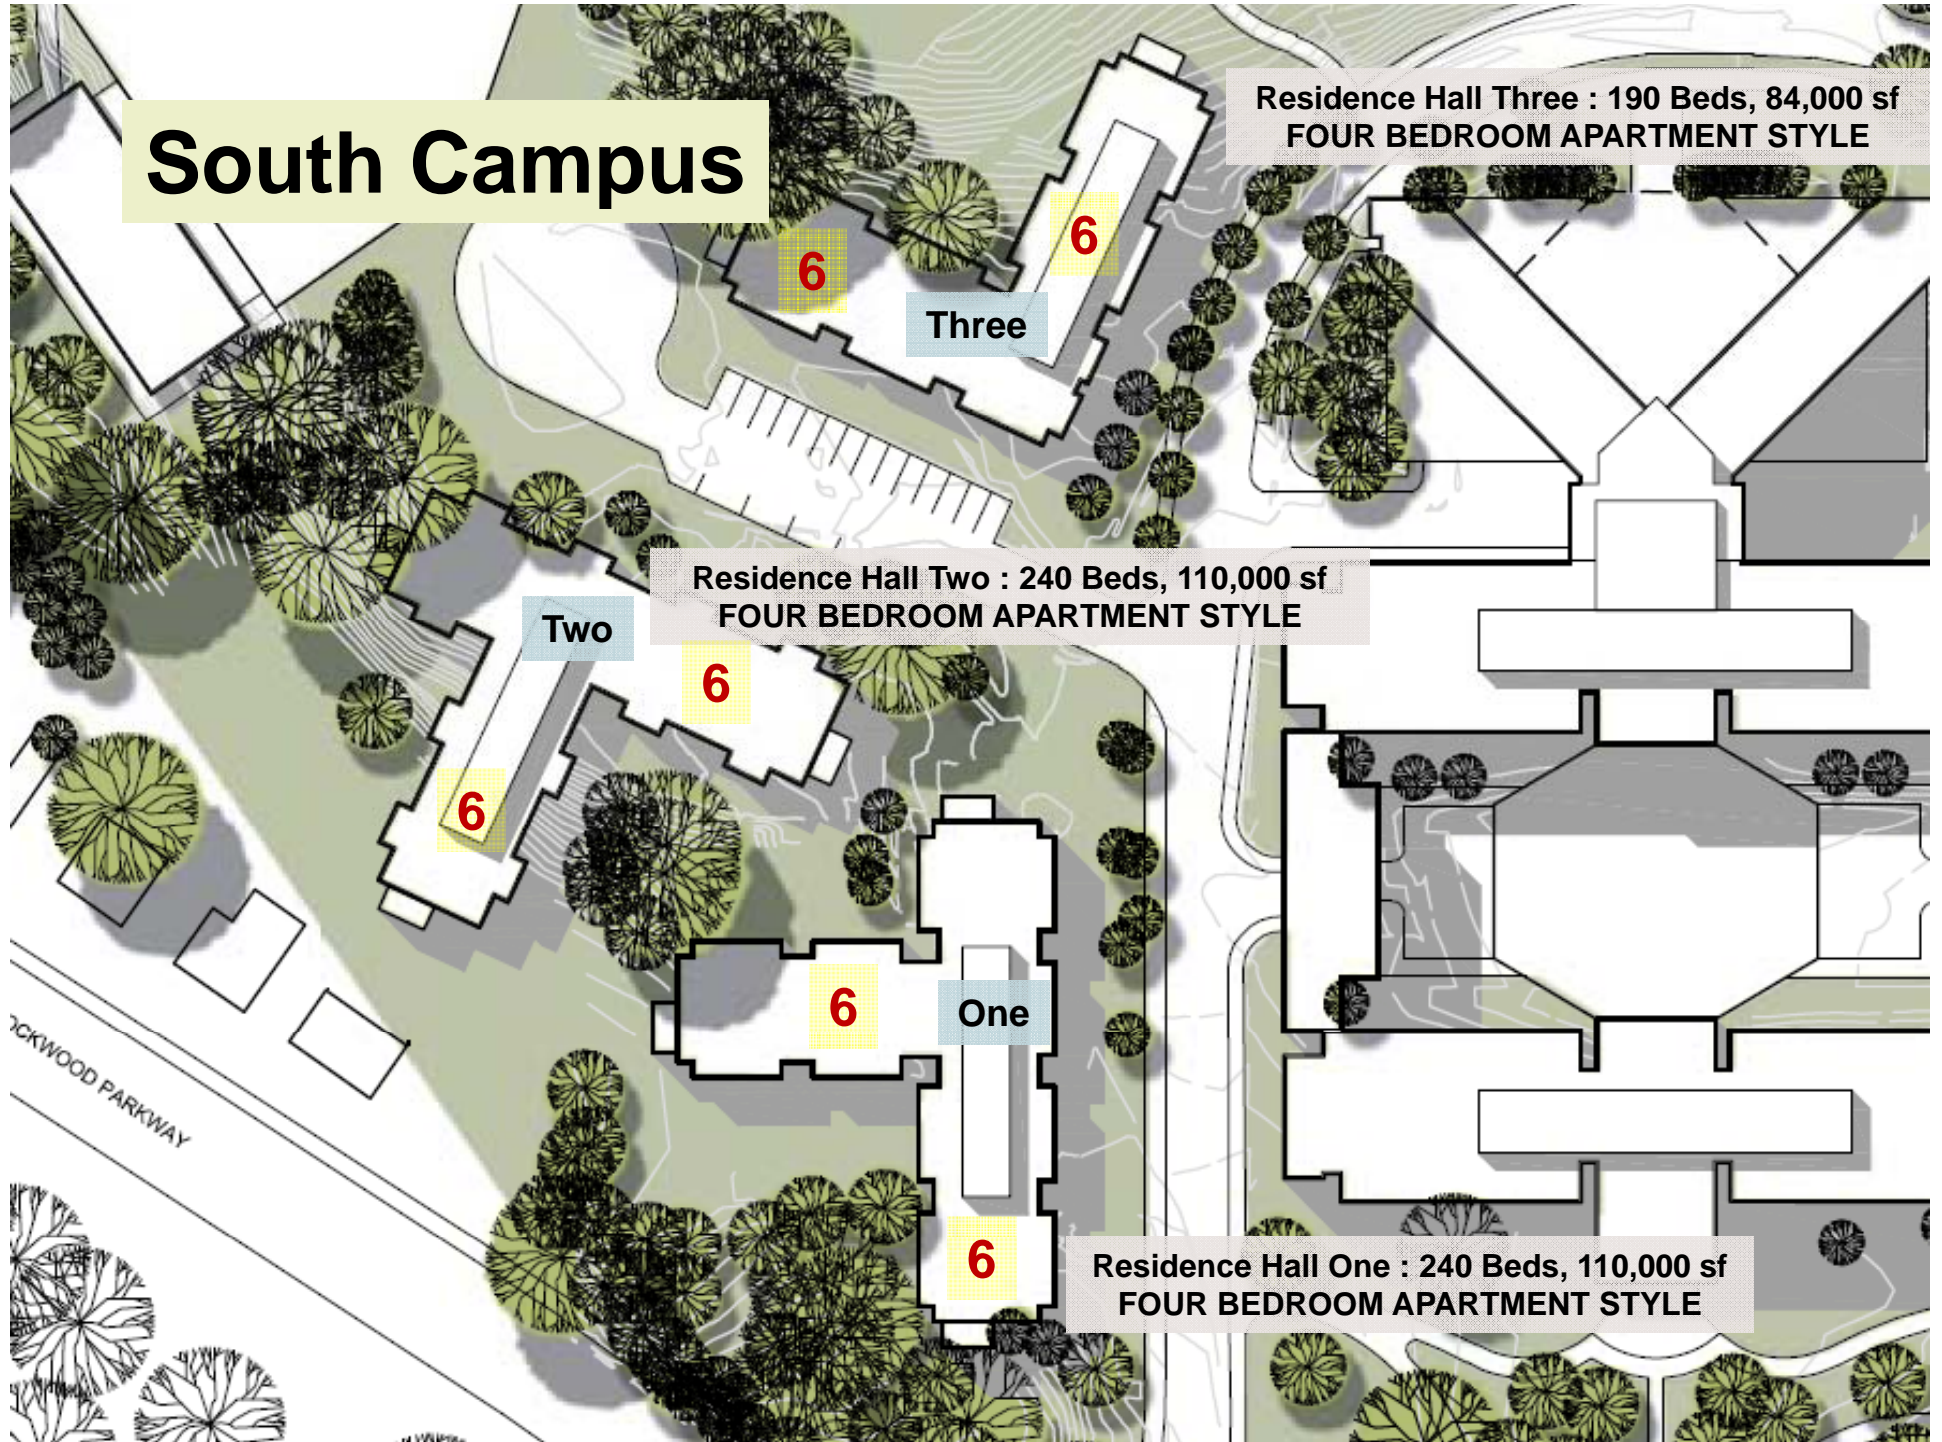 South Campus
Residence Hall Three : 190 Beds, 84,000 sf
FOUR BEDROOM APARTMENT STYLE
6
6
Three
Residence Hall Two : 240 Beds, 110,000 sf
FOUR BEDROOM APARTMENT STYLE
Two
6
6
6
One
OCKWOOD PARKWAY
6
Residence Hall One : 240 Beds, 110,000 sf
FOUR BEDROOM APARTMENT STYLE